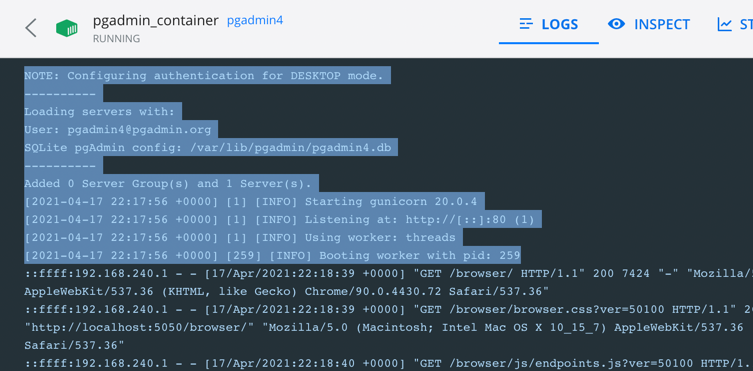 pgadmin_container pgadmin4
RUNNING
LOGS
INSPECT
NOTE: Configuring authentication for DESKTOP mode.
----------
Loading servers with:
User: pgadmin4@pgadmin.org
SQLite pgAdmin config: /var/lib/pgadmin/pgadmin4.db
----------
Added 0 Server Group(s) and 1 Server(s).
[2021-04-17 22:17:56 +0000] [1] [INFO] Starting gunicorn 20.0.4
[2021-04-17 22:17:56 +0000] [1] [INFO] Listening at: http://[::]:80 (1)
[2021-04-17 22:17:56 +0000] [1] [INFO] Using worker: threads
[2021-04-17 22:17:56 +0000] [259] [INFO] Booting worker with pid: 259
::ffff:192.168.240.1 - - [17/Apr/2021:22:18:39 +0000] "GET /browser/ HTTP/1.1" 200 7424 "-" "Mozilla/5
AppleWebKit/537.36 (KHTML, like Gecko) Chrome/90.0.4430.72 Safari/537.36"
::ffff:192.168.240.1 - - [17/Apr/2021:22:18:39 +0000] "GET /browser/browser.css?ver=50100 HTTP/1.1" 20
"http://localhost:5050/browser/" "Mozilla/5.0 (Macintosh; Intel Mac OS X 10_15_7) AppleWebKit/537.36
Safari/537.36"
::ffff:192.168.240.1 - - [17/Apr/2021:22:18:40 +0000] "GET /browser/js/endpoints.js?ver=50100 HTTP/1.